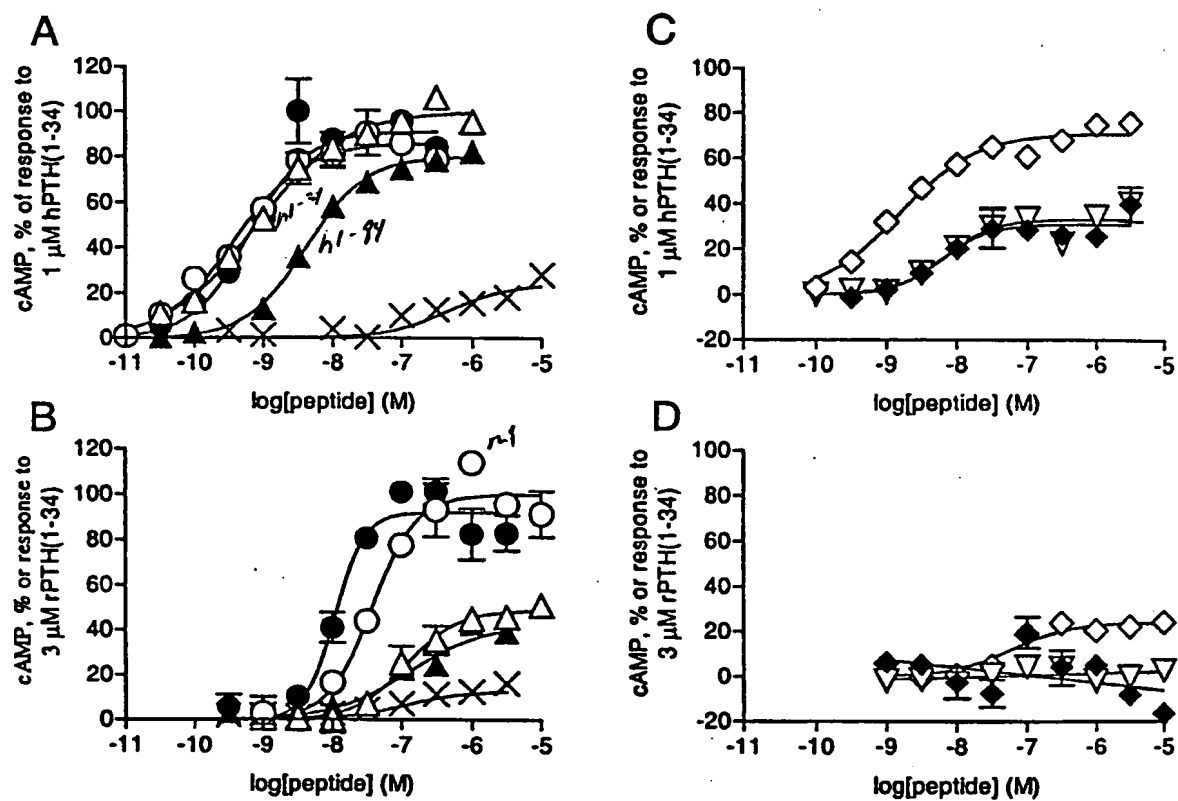 A
120
100
80
60
40
20
0
cAMP, % of response to
1 µM hPTH(1-34)
h1-84
-11 -10 -9 -8 -7 -6 -5
log[peptide] (M)
C
100
80
60
40
20
0
-20
cAMP, % or response to
1 µM hPTH(1-34)
-11 -10 -9 -8 -7 -6 -5
log[peptide] (M)
B
120
100
80
60
40
20
0
cAMP, % or response to
3 µM rPTH(1-34)
-11 -10 -9 -8 -7 -6 -5
log[peptide] (M)
D
100
80
60
40
20
0
-20
cAMP, % or response to
3 µM rPTH(1-34)
-11 -10 -9 -8 -7 -6 -5
log[peptide] (M)